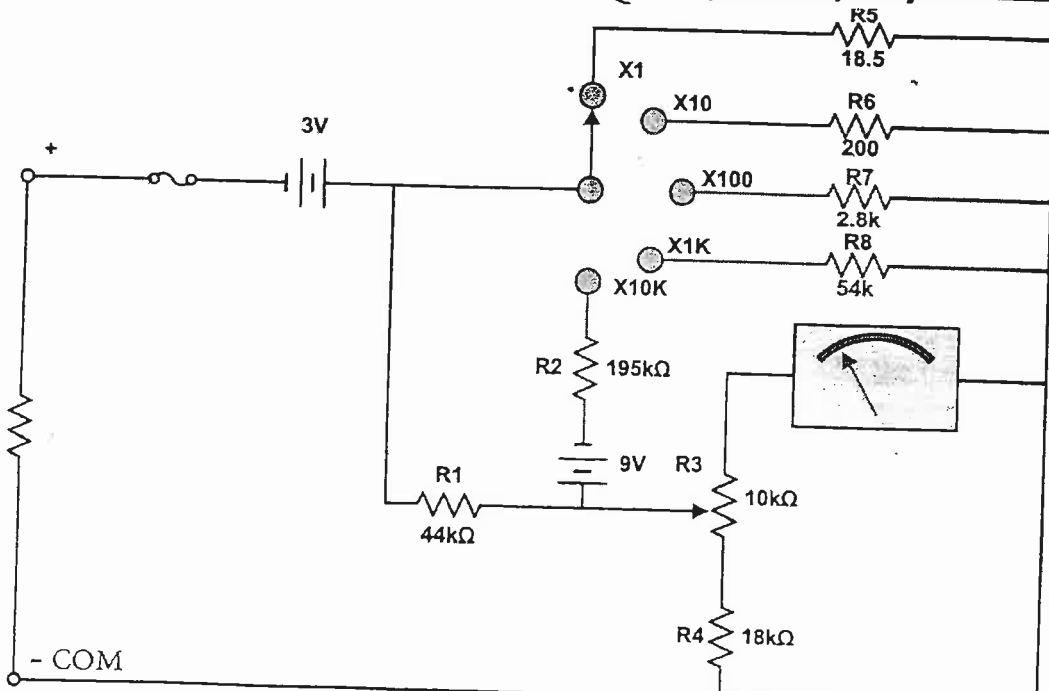 R5
18.5
X1
X10
R6
200
3V
+
X100
R7
2.8k
X1K
R8
54k
X10K
R2
195kΩ
9V
R3
R1
10kΩ
44kΩ
R4
18kΩ
- COM